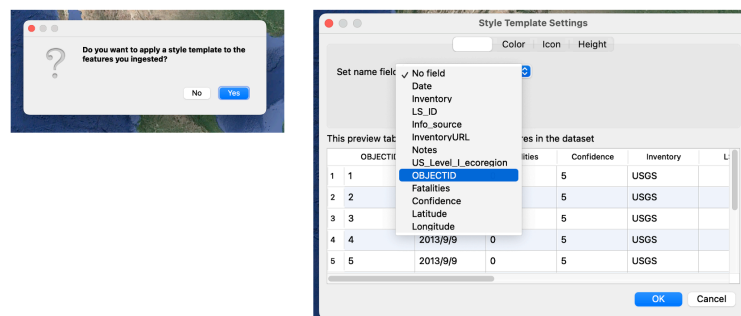 Do you want to apply a style template to the
features you ingested?
No Yes
Style Template Settings
Color Icon Height
Set name field
✓ No field
Date
Inventory
LS_ID
Info_source
InventoryURL
Notes
US_Level_I_ecoregion
OBJECTID
Fatalities
Confidence
Latitude
Longitude
This preview tab res in the dataset
OBJECTID lities Confidence Inventory
1 1 5 USGS
2 2 5 USGS
3 3 5 USGS
4 4 2013/9/9 0 5 USGS
5 5 2013/9/9 0 5 USGS
OK Cancel